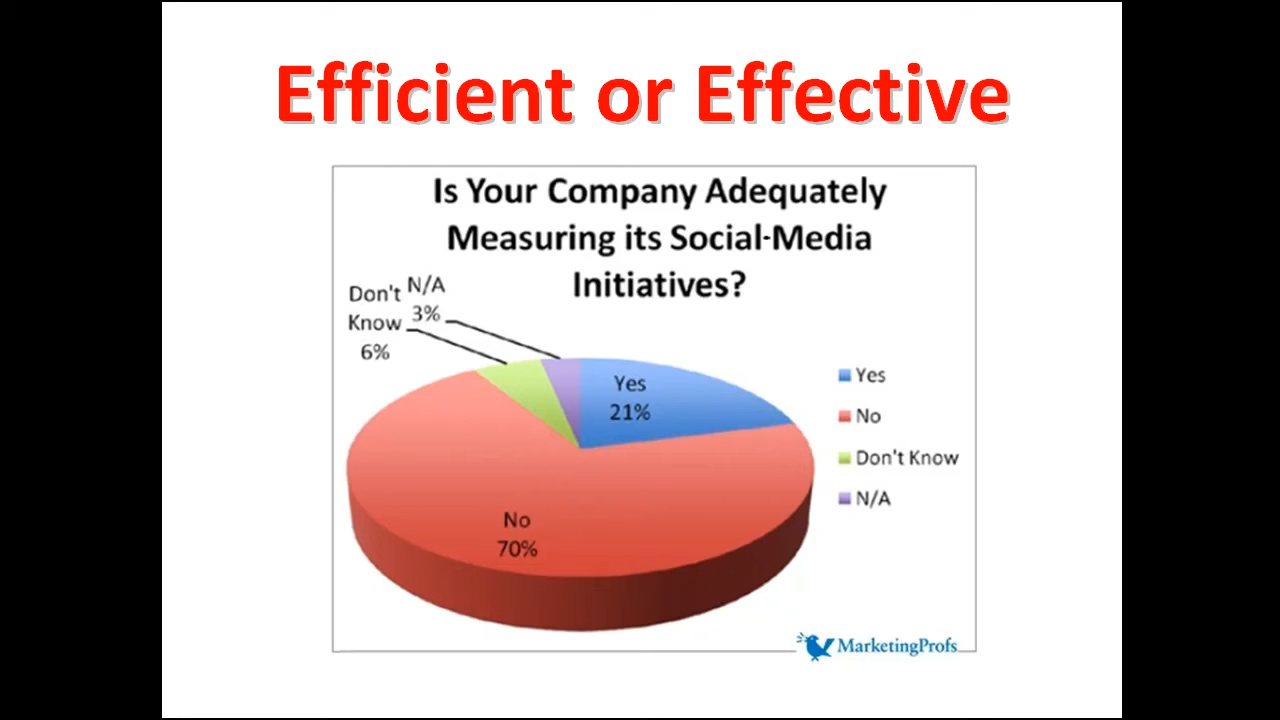 Efficient or Effective
Is Your Company Adequately
Measuring its Social-Media
Initiatives?
Don't
Know
6%
N/A
3%
Yes
21%
No
70%
Yes
No
Don't Know
N/A
MarketingProfs